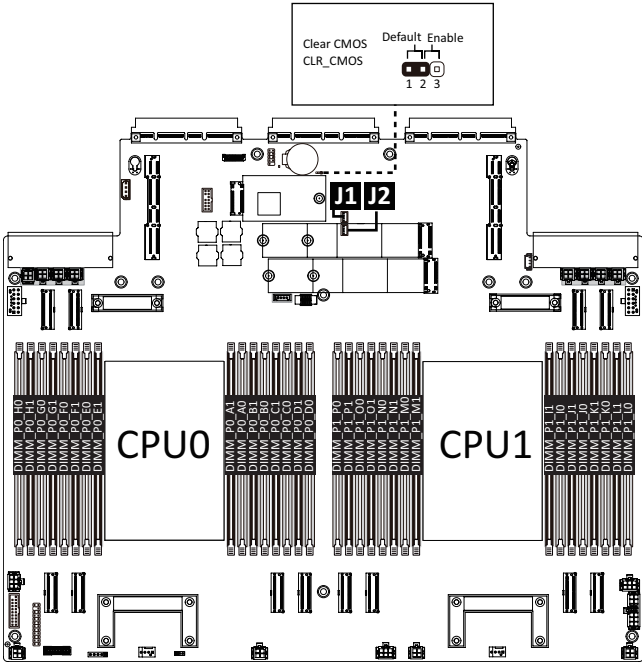 Clear CMOS
CLR_CMOS
Default Enable
1 2 3
J1 J2
DIMM_P0_H0
DIMM_P0_H1
DIMM_P0_G0
DIMM_P0_G1
DIMM_P0_F0
DIMM_P0_F1
DIMM_P0_E0
DIMM_P0_E1
CPU0
DIMM_P0_A1
DIMM_P0_A0
DIMM_P0_B1
DIMM_P0_B0
DIMM_P0_C1
DIMM_P0_C0
DIMM_P0_D1
DIMM_P0_D0
DIMM_P1_P0
DIMM_P1_P1
DIMM_P1_O0
DIMM_P1_O1
DIMM_P1_N0
DIMM_P1_N1
DIMM_P1_M0
DIMM_P1_M1
CPU1
DIMM_P1_I1
DIMM_P1_I0
DIMM_P1_J1
DIMM_P1_J0
DIMM_P1_K1
DIMM_P1_K0
DIMM_P1_L1
DIMM_P1_L0